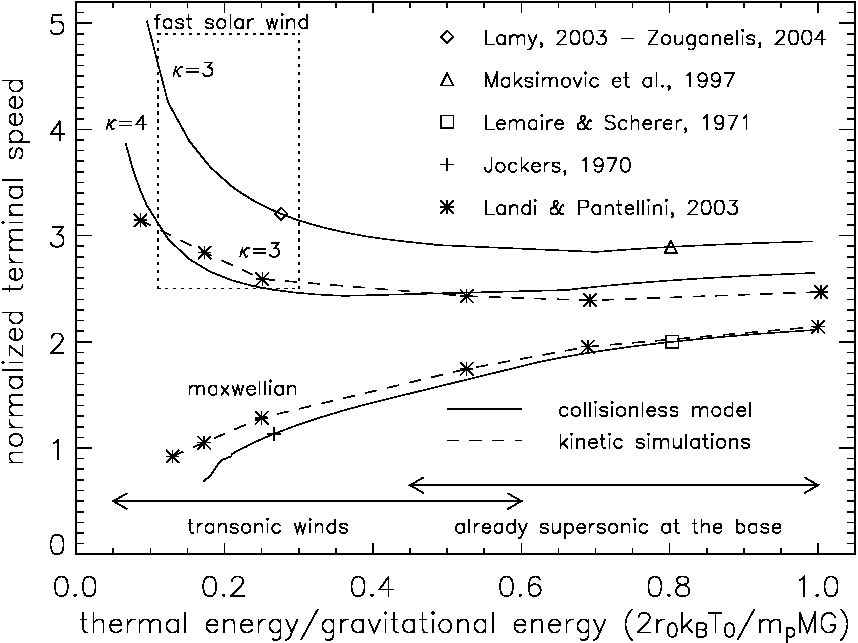 fast solar wind
κ=3
κ=4
κ=3
maxwellian
Lamy, 2003 – Zouganelis, 2004
Maksimovic et al., 1997
Lemaire & Scherer, 1971
Jockers, 1970
Landi & Pantellini, 2003
collisionless model
kinetic simulations
transonic winds
already supersonic at the base
normalized terminal speed
5
4
3
2
1
0
0.0 0.2 0.4 0.6 0.8 1.0
thermal energy/gravitational energy (2r₀k_BT₀/m_pMG)